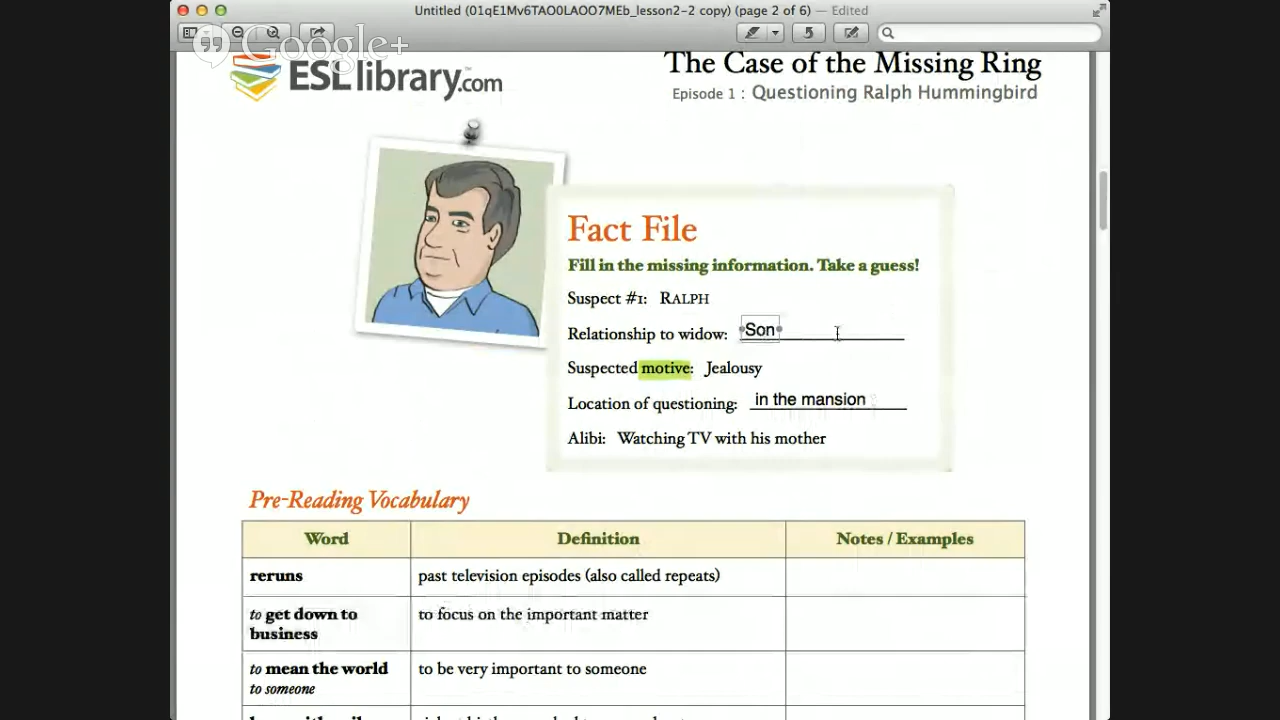 Untitled (01qE1Mv6TAO0LAOO7MEb_lesson2-2 copy) (page 2 of 6) — Edited
Google+
ESLlibrary.com
The Case of the Missing Ring
Episode 1 : Questioning Ralph Hummingbird
Fact File
Fill in the missing information. Take a guess!
Suspect #1: RALPH
Relationship to widow: Son
Suspected motive: Jealousy
Location of questioning: in the mansion
Alibi: Watching TV with his mother
Pre-Reading Vocabulary
Word Definition Notes / Examples
reruns past television episodes (also called repeats)
to get down to business to focus on the important matter
to mean the world to someone to be very important to someone